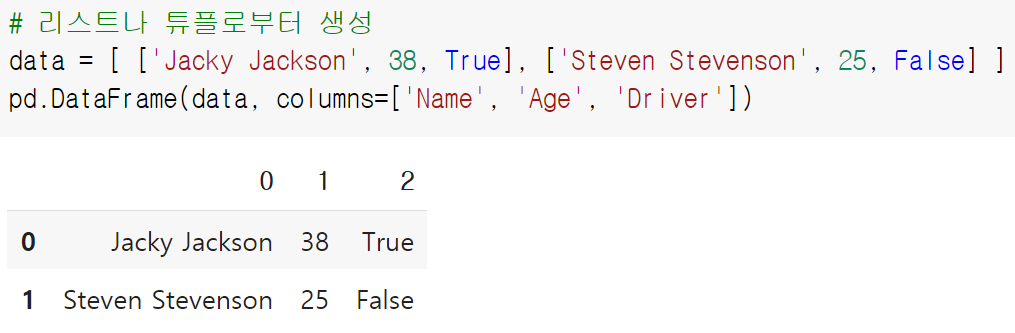 # 리스트나 튜플로부터 생성
data = [ ['Jacky Jackson', 38, True], ['Steven Stevenson', 25, False] ]
pd.DataFrame(data, columns=['Name', 'Age', 'Driver'])
0 1 2
0 Jacky Jackson 38 True
1 Steven Stevenson 25 False